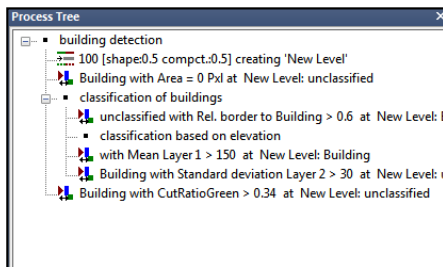 Process Tree
building detection
100 [shape:0.5 compct.:0.5] creating 'New Level'
Building with Area = 0 Pxl at New Level: unclassified
classification of buildings
unclassified with Rel. border to Building > 0.6 at New Level: B
classification based on elevation
with Mean Layer 1 > 150 at New Level: Building
Building with Standard deviation Layer 2 > 30 at New Level: u
Building with CutRatioGreen > 0.34 at New Level: unclassified